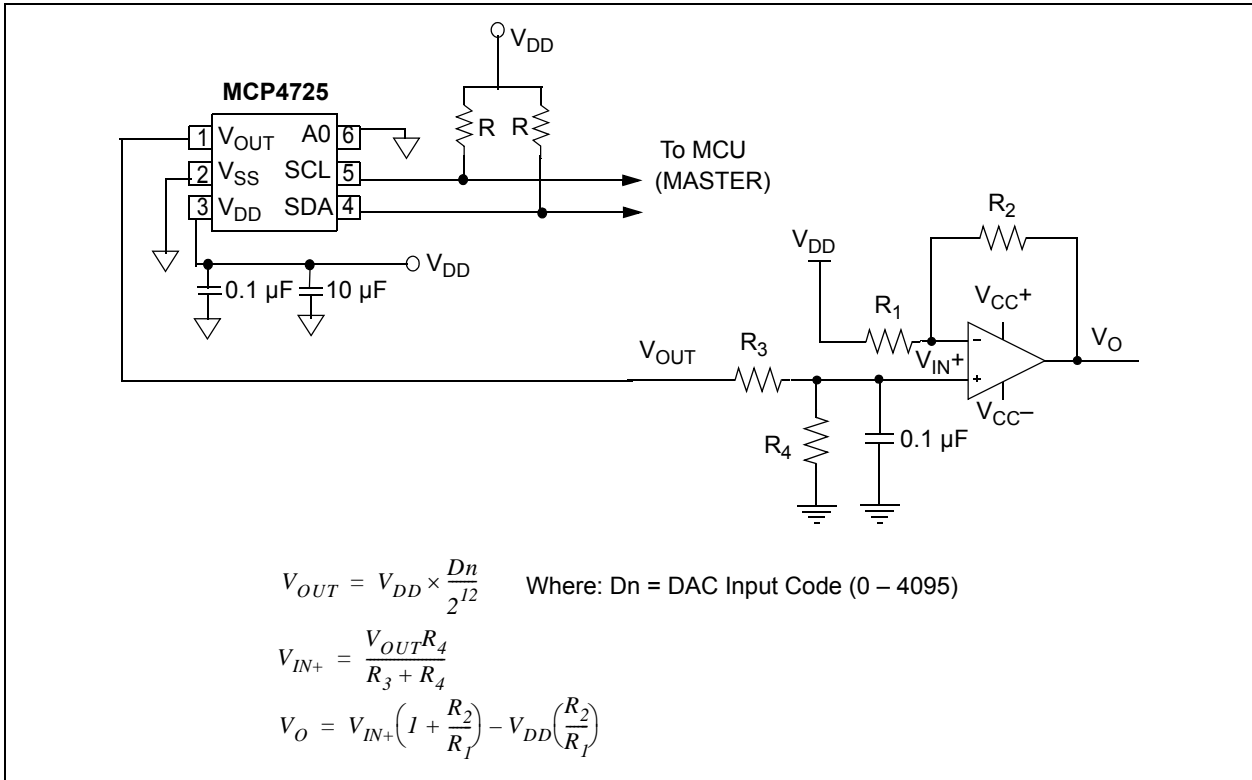 V_DD
MCP4725
1 V_OUT A0 6
2 V_SS SCL 5
3 V_DD SDA 4
R R
To MCU
(MASTER)
V_DD
0.1 µF 10 µF
V_DD
R_2
R_1
V_CC+
V_O
V_OUT
R_3
V_IN+
-
+
V_CC–
R_4
0.1 µF
V_OUT = V_DD × Dn / 2^12 Where: Dn = DAC Input Code (0 – 4095)
V_IN+ = V_OUT R_4 / R_3 + R_4
V_O = V_IN+ (1 + R_2 / R_1) – V_DD (R_2 / R_1)